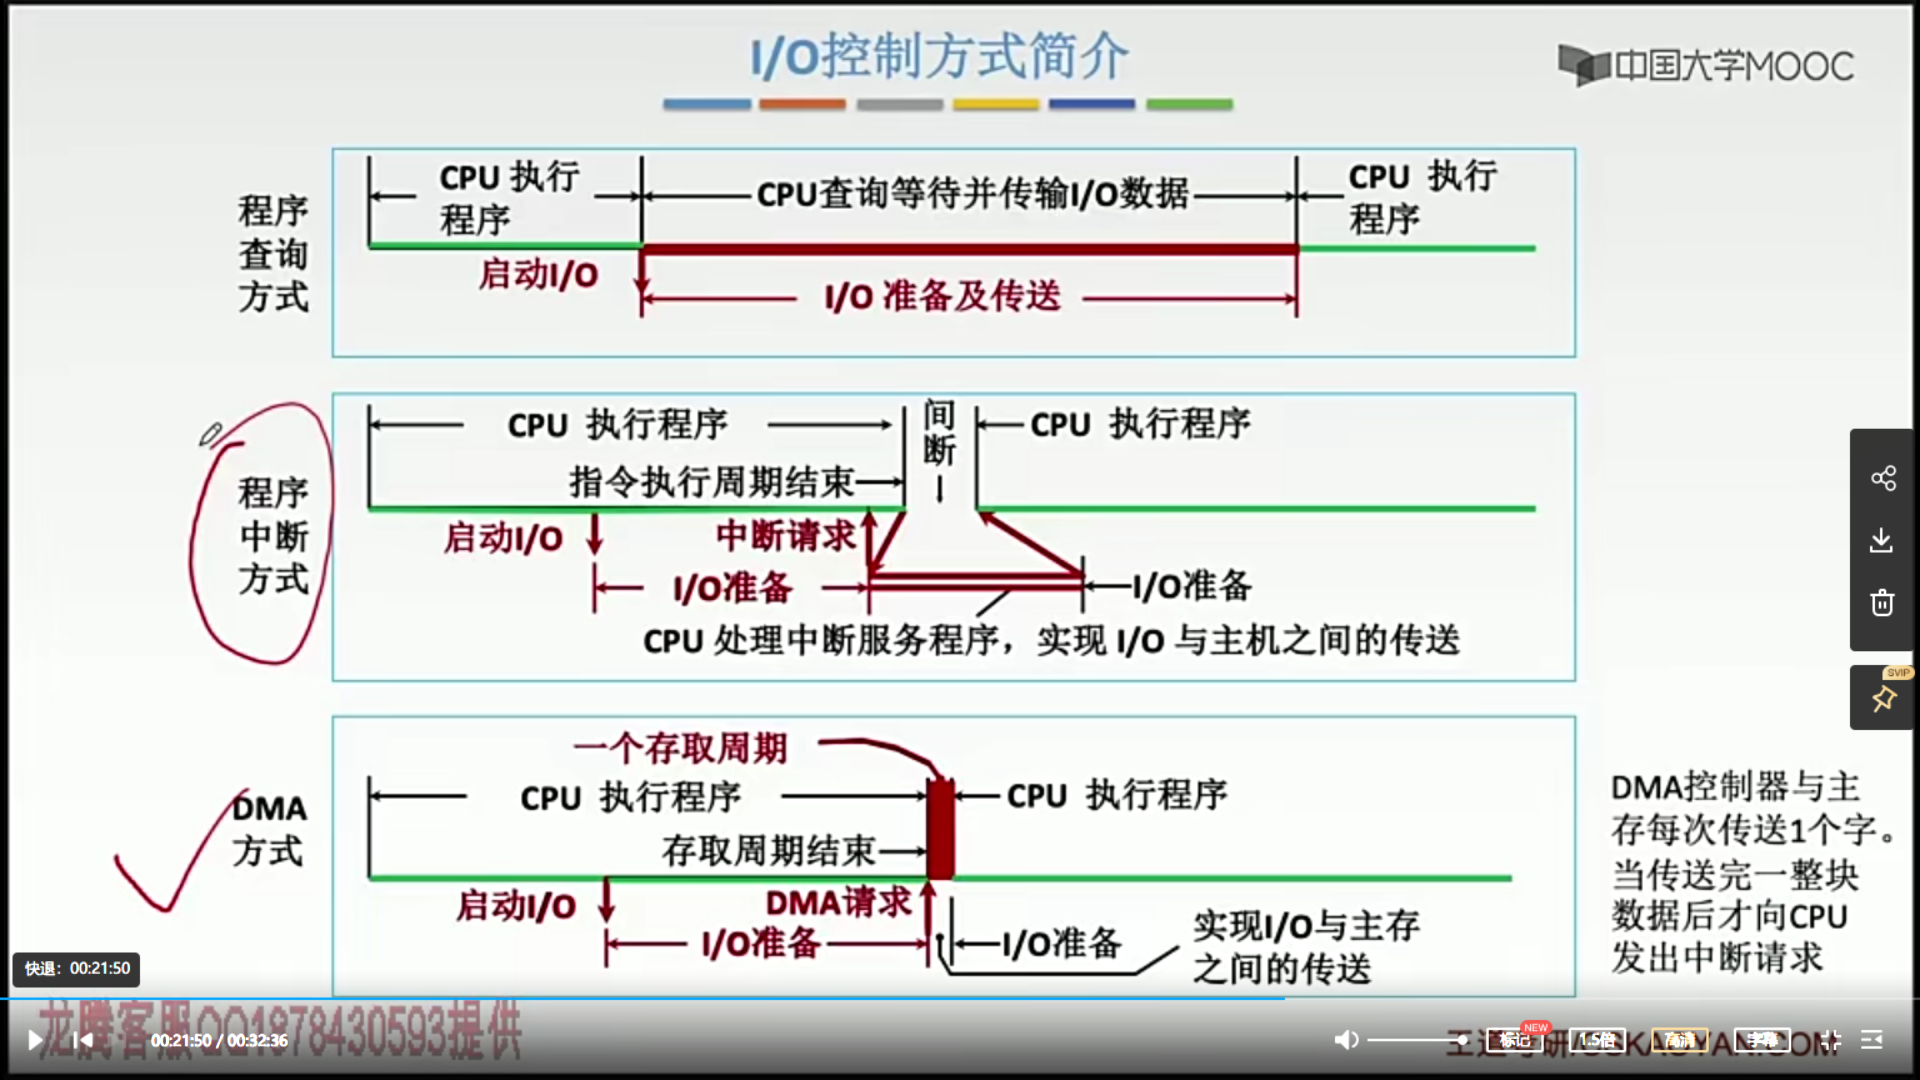 I/O控制方式简介
中国大学MOOC
程序
查询
方式
CPU 执行
程序
CPU查询等待并传输I/O数据
CPU 执行
程序
启动I/O
I/O 准备及传送
程序
中断
方式
CPU 执行程序
间
断
CPU 执行程序
指令执行周期结束
启动I/O
中断请求
I/O准备
I/O准备
CPU 处理中断服务程序，实现 I/O 与主机之间的传送
DMA
方式
一个存取周期
CPU 执行程序
CPU 执行程序
存取周期结束
启动I/O
DMA请求
I/O准备
I/O准备
实现I/O与主存
之间的传送
DMA控制器与主
存每次传送1个字。
当传送完一整块
数据后才向CPU
发出中断请求
SVIP
快退：00:21:50
龙腾客服QQ1878430593提供
00:21:50 / 00:32:36
王道考研/CSKAOYAN.COM
标记
NEW
1.5倍
高清
字幕